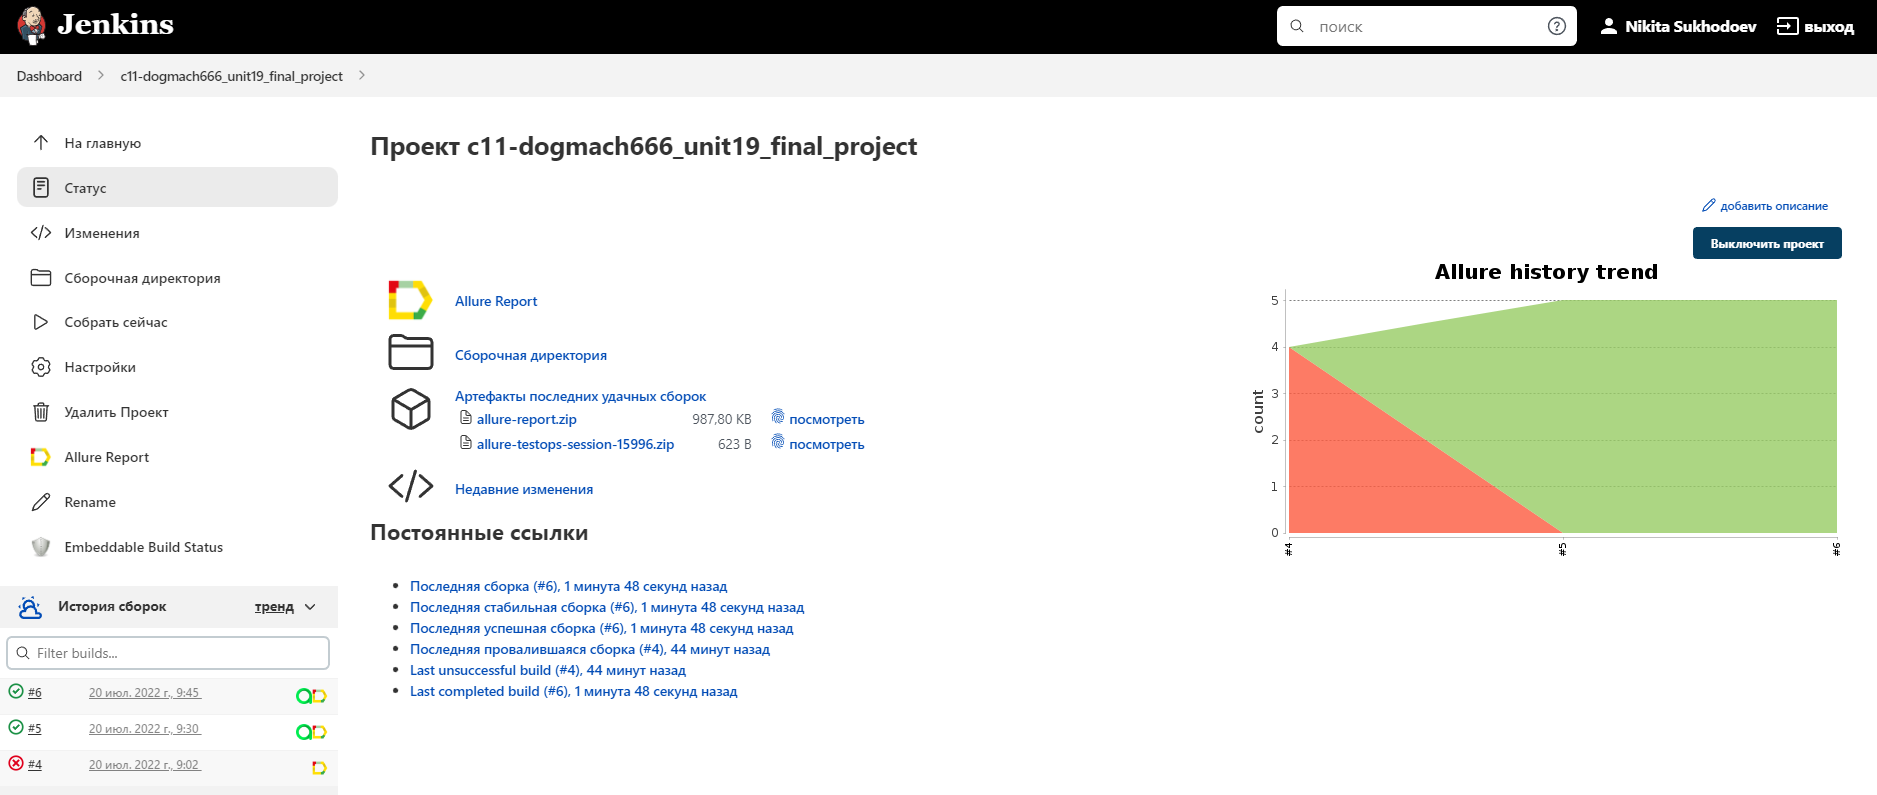 Jenkins
поиск
Nikita Sukhodoev
выход
Dashboard
c11-dogmach666_unit19_final_project
На главную
Статус
Изменения
Сборочная директория
Собрать сейчас
Настройки
Удалить Проект
Allure Report
Rename
Embeddable Build Status
История сборок
тренд
Filter builds...
#6 20 июл. 2022 г., 9:45
#5 20 июл. 2022 г., 9:30
#4 20 июл. 2022 г., 9:02
Проект c11-dogmach666_unit19_final_project
добавить описание
Выключить проект
Allure Report
Сборочная директория
Артефакты последних удачных сборок
allure-report.zip 987,80 KB посмотреть
allure-testops-session-15996.zip 623 B посмотреть
Недавние изменения
Постоянные ссылки
Последняя сборка (#6), 1 минута 48 секунд назад
Последняя стабильная сборка (#6), 1 минута 48 секунд назад
Последняя успешная сборка (#6), 1 минута 48 секунд назад
Последняя провалившаяся сборка (#4), 44 минут назад
Last unsuccessful build (#4), 44 минут назад
Last completed build (#6), 1 минута 48 секунд назад
Allure history trend
count
5
4
3
2
1
0
#4
#5
#6